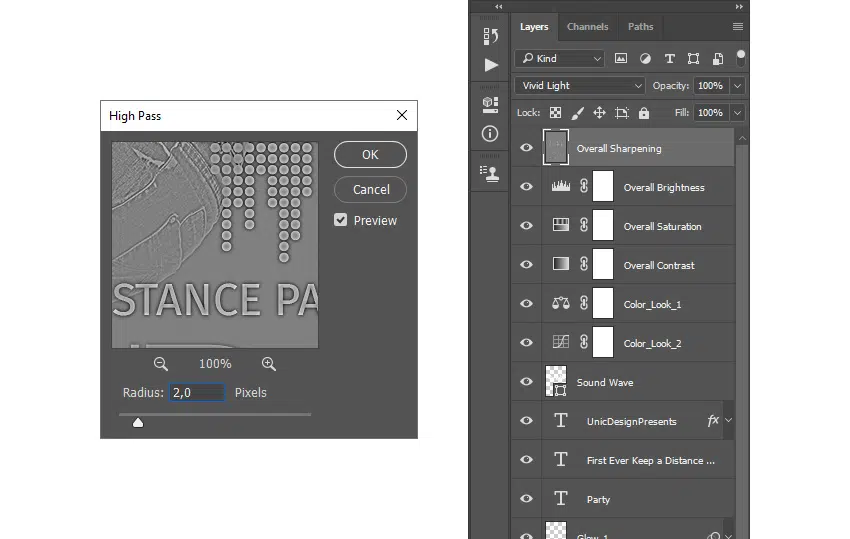 High Pass
OK
Cancel
Preview
STANCE PA
100%
Radius: 2,0 Pixels
Layers Channels Paths
Kind
Vivid Light Opacity: 100%
Lock: Fill: 100%
Overall Sharpening
Overall Brightness
Overall Saturation
Overall Contrast
Color_Look_1
Color_Look_2
Sound Wave
UnicDesignPresents fx
First Ever Keep a Distance ...
Party
Glow_1